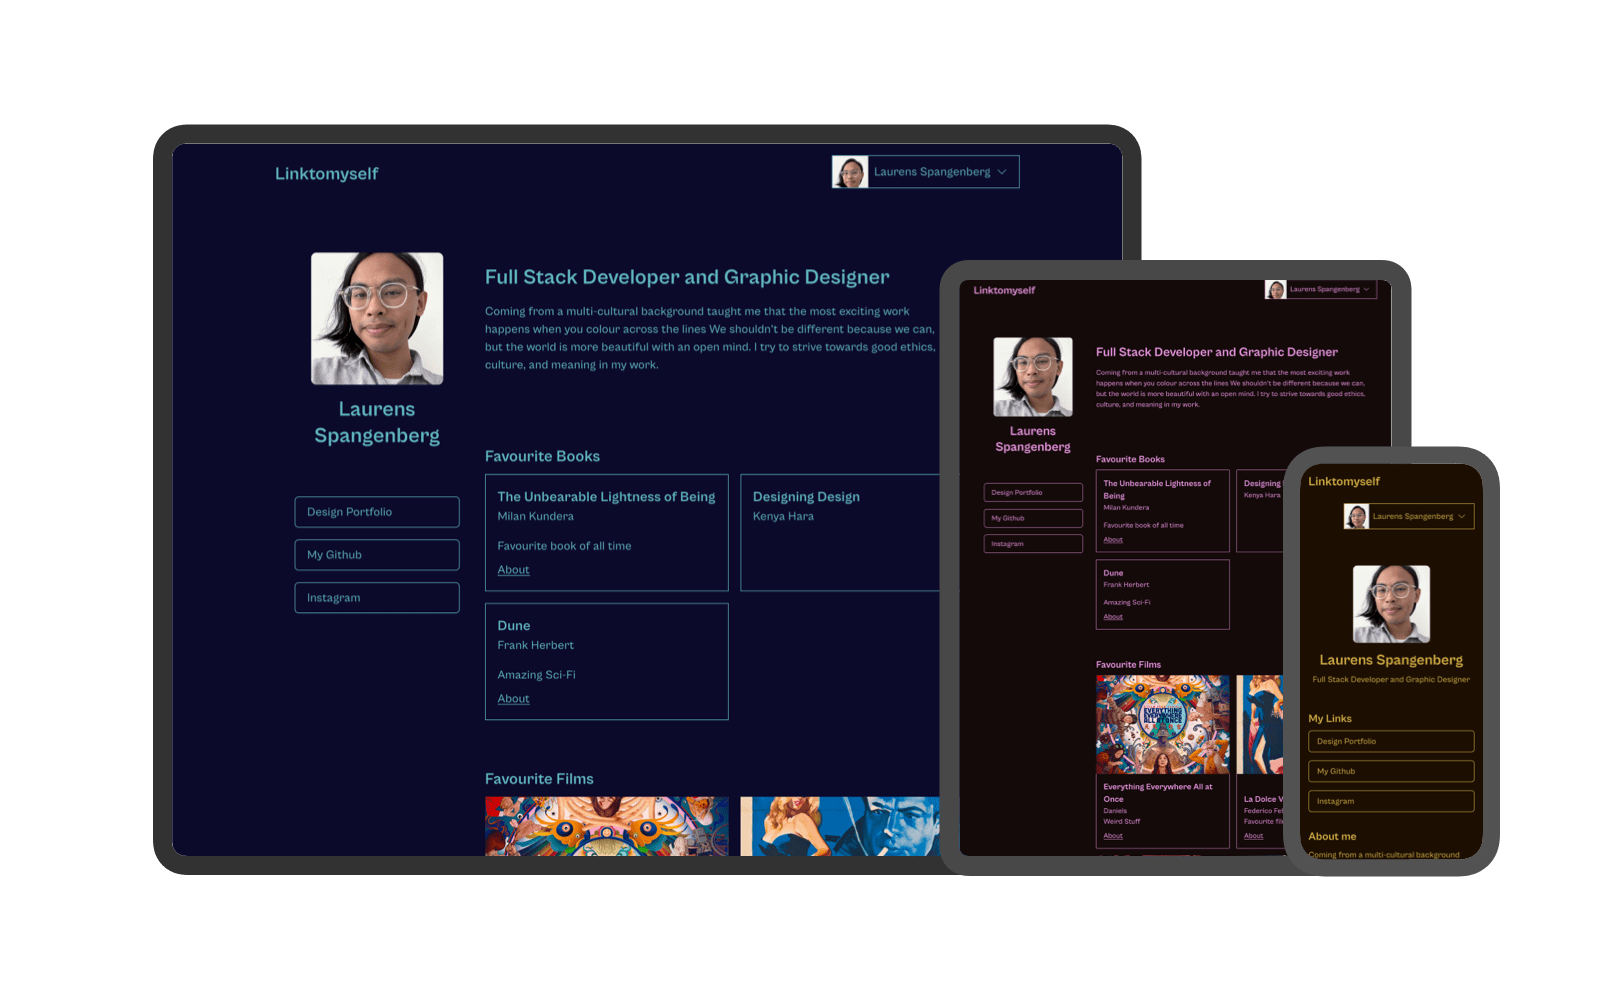 Linktomyself
Laurens Spangenberg
Full Stack Developer and Graphic Designer
Coming from a multi-cultural background taught me that the most exciting work
happens when you colour across the lines We shouldn't be different because we can,
but the world is more beautiful with an open mind. I try to strive towards good ethics,
culture, and meaning in my work.
Laurens
Spangenberg
Design Portfolio
My Github
Instagram
Favourite Books
The Unbearable Lightness of Being
Milan Kundera
Favourite book of all time
About
Designing Design
Kenya Hara
Dune
Frank Herbert
Amazing Sci-Fi
About
Favourite Films
Linktomyself
Laurens Spangenberg
Full Stack Developer and Graphic Designer
Coming from a multi-cultural background taught me that the most exciting work
happens when you colour across the lines We shouldn't be different because we can,
but the world is more beautiful with an open mind. I try to strive towards good ethics,
culture, and meaning in my work.
Laurens
Spangenberg
Design Portfolio
My Github
Instagram
Favourite Books
The Unbearable Lightness of
Being
Milan Kundera
Favourite book of all time
About
Designing
Kenya Hara
Dune
Frank Herbert
Amazing Sci-Fi
About
Favourite Films
EVERYTHING
EVERYWHERE
ALL AT ONCE
Everything Everywhere All at
Once
Daniels
Weird Stuff
About
La Dolce V
Federico Fel
Favourite fil
About
Linktomyself
Laurens Spangenberg
Laurens Spangenberg
Full Stack Developer and Graphic Designer
My Links
Design Portfolio
My Github
Instagram
About me
Coming from a multi-cultural background